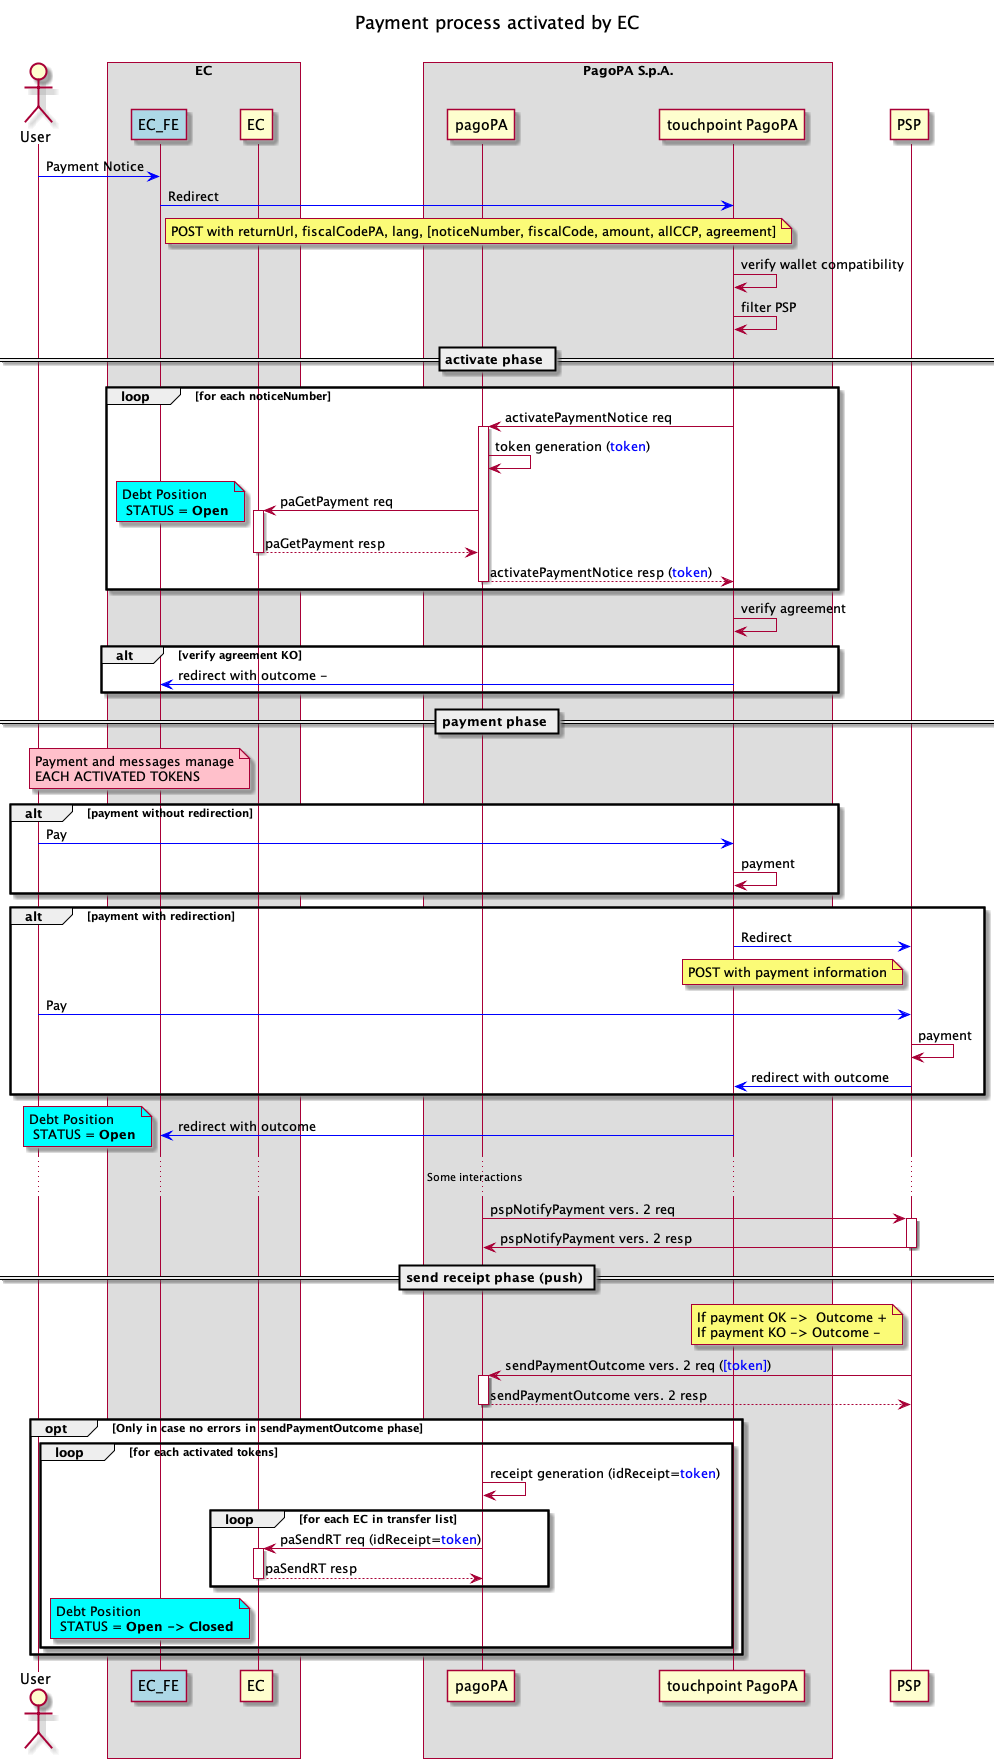 Payment process activated by EC
EC
PagoPA S.p.A.
User
EC_FE
EC
pagoPA
touchpoint PagoPA
PSP
Payment Notice
Redirect
POST with returnUrl, fiscalCodePA, lang, [noticeNumber, fiscalCode, amount, allCCP, agreement]
verify wallet compatibility
filter PSP
activate phase
loop
[for each noticeNumber]
activatePaymentNotice req
token generation (token)
Debt Position
STATUS = Open
paGetPayment req
paGetPayment resp
activatePaymentNotice resp (token)
verify agreement
alt
[verify agreement KO]
redirect with outcome -
payment phase
Payment and messages manage
EACH ACTIVATED TOKENS
alt
[payment without redirection]
Pay
payment
alt
[payment with redirection]
Redirect
POST with payment information
Pay
payment
redirect with outcome
Debt Position
STATUS = Open
redirect with outcome
Some interactions
pspNotifyPayment vers. 2 req
pspNotifyPayment vers. 2 resp
send receipt phase (push)
If payment OK -> Outcome +
If payment KO -> Outcome -
sendPaymentOutcome vers. 2 req ([token])
sendPaymentOutcome vers. 2 resp
opt
[Only in case no errors in sendPaymentOutcome phase]
loop
[for each activated tokens]
receipt generation (idReceipt=token)
loop
[for each EC in transfer list]
paSendRT req (idReceipt=token)
paSendRT resp
Debt Position
STATUS = Open -> Closed
User
EC_FE
EC
pagoPA
touchpoint PagoPA
PSP